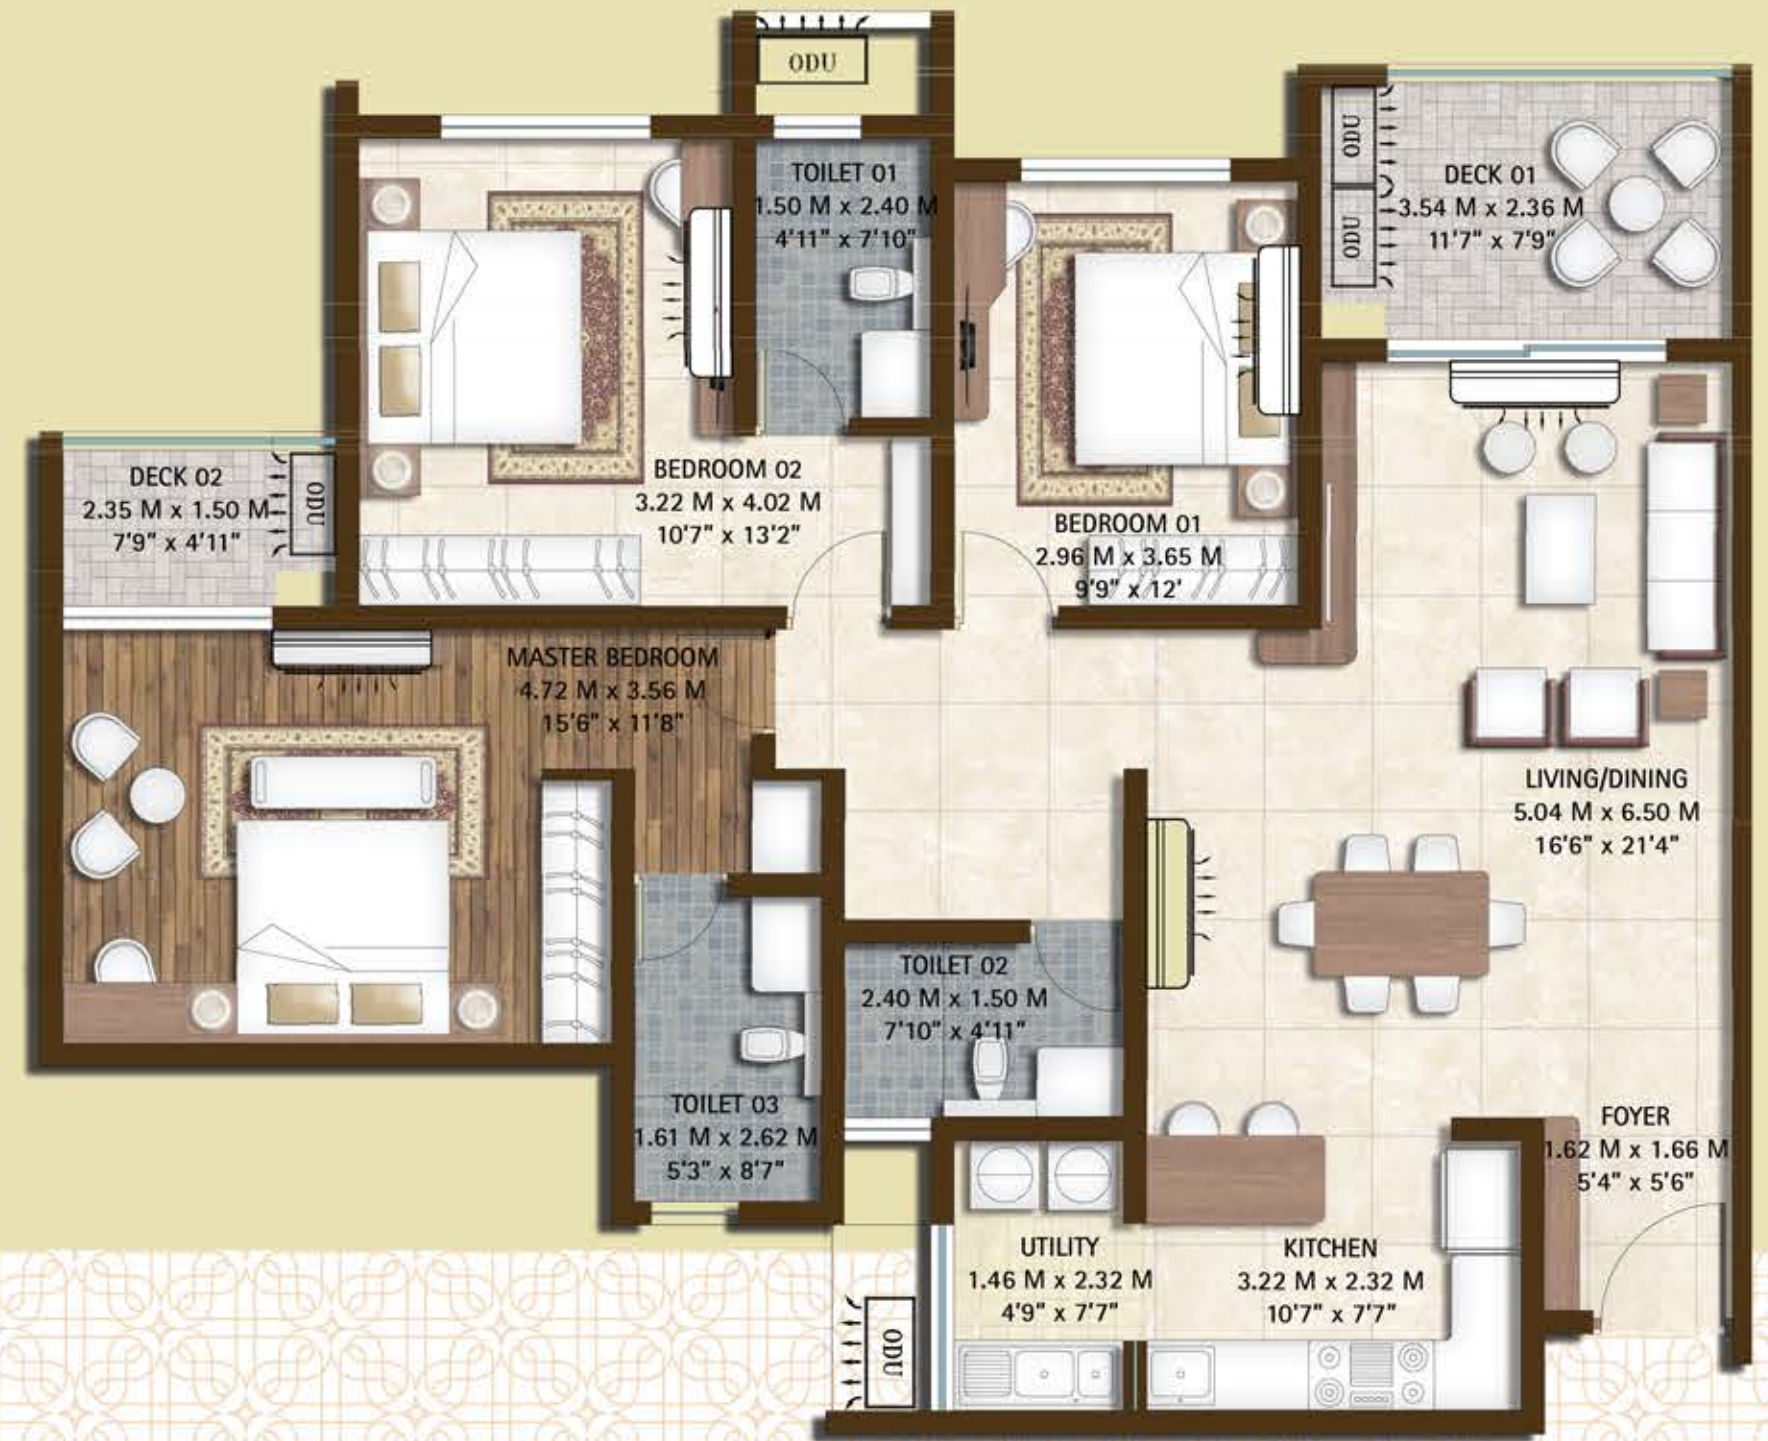 ODU
TOILET 01
1.50 M x 2.40 M
4'11" x 7'10"
ODU
ODU
DECK 01
3.54 M x 2.36 M
11'7" x 7'9"
DECK 02
2.35 M x 1.50 M
7'9" x 4'11"
ODU
BEDROOM 02
3.22 M x 4.02 M
10'7" x 13'2"
BEDROOM 01
2.96 M x 3.65 M
9'9" x 12'
MASTER BEDROOM
4.72 M x 3.56 M
15'6" x 11'8"
LIVING/DINING
5.04 M x 6.50 M
16'6" x 21'4"
TOILET 02
2.40 M x 1.50 M
7'10" x 4'11"
TOILET 03
1.61 M x 2.62 M
5'3" x 8'7"
FOYER
1.62 M x 1.66 M
5'4" x 5'6"
UTILITY
1.46 M x 2.32 M
4'9" x 7'7"
KITCHEN
3.22 M x 2.32 M
10'7" x 7'7"
ODU